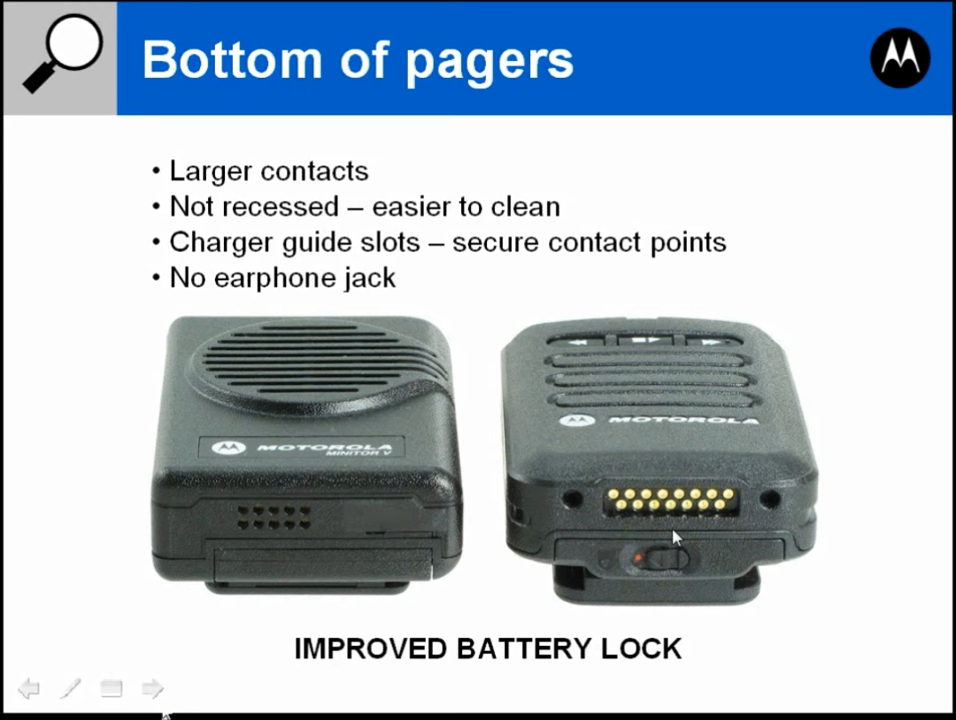 Bottom of pagers
• Larger contacts
• Not recessed – easier to clean
• Charger guide slots – secure contact points
• No earphone jack
MOTOROLA
MINITOR V
MOTOROLA
IMPROVED BATTERY LOCK